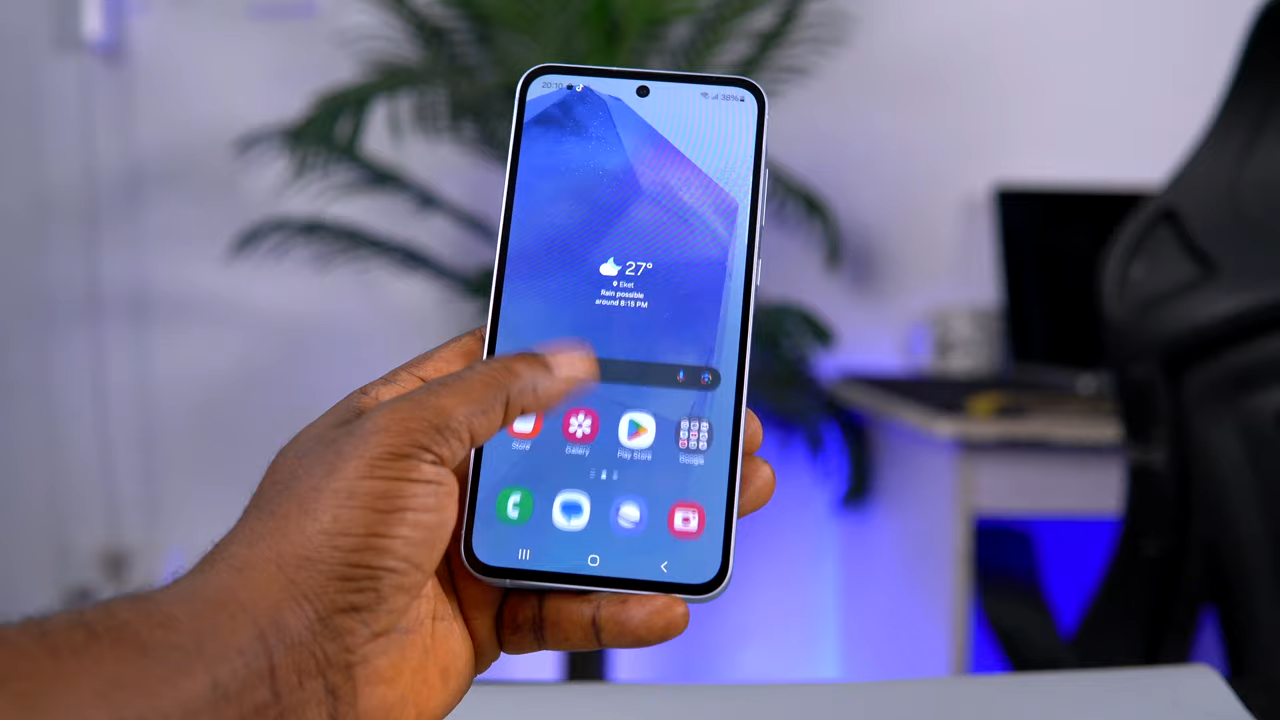 20:10
38%
27°
Eket
Rain possible
around 8:15 PM
Store
Gallery
Play Store
Google